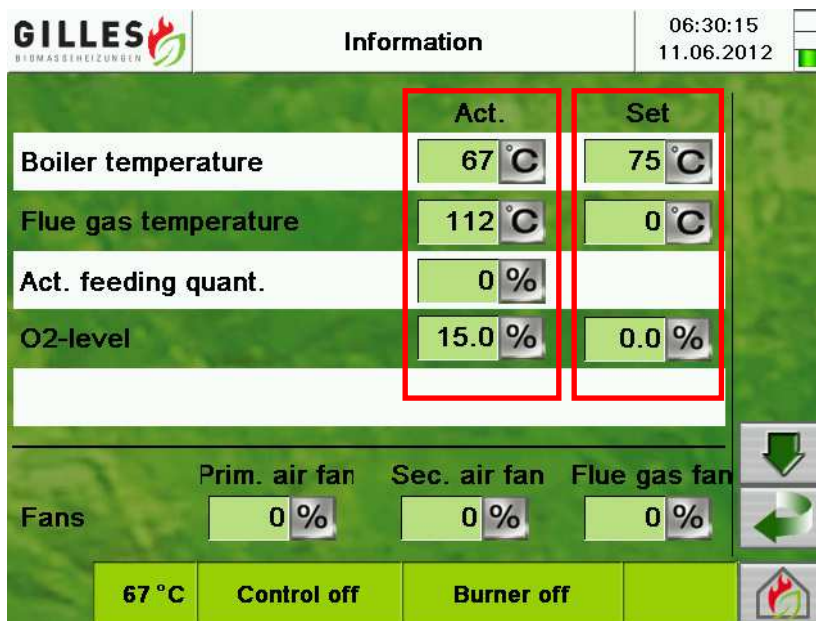 GILLES
BIOMASSEHEIZUNGEN
Information
06:30:15
11.06.2012
Act. Set
Boiler temperature 67 °C 75 °C
Flue gas temperature 112 °C 0 °C
Act. feeding quant. 0 %
O2-level 15.0 % 0.0 %
Prim. air fan Sec. air fan Flue gas fan
Fans 0 % 0 % 0 %
67 °C Control off Burner off